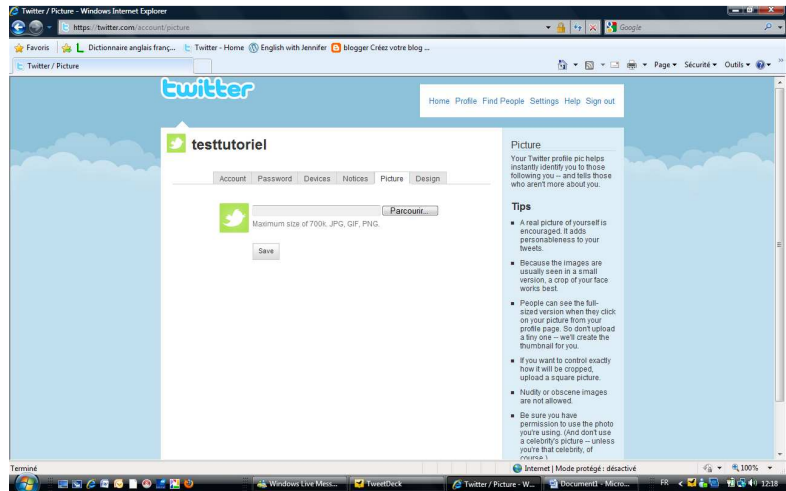 Twitter / Picture - Windows Internet Explorer
https://twitter.com/account/picture
Google
Favoris
Dictionnaire anglais franç...
Twitter - Home
English with Jennifer
blogger Créez votre blog ...
Twitter / Picture
Page
Sécurité
Outils
twitter
Home Profile Find People Settings Help Sign out
testtutoriel
Account Password Devices Notices Picture Design
Parcourir...
Maximum size of 700k. JPG, GIF, PNG.
Save
Picture
Your Twitter profile pic helps
instantly identify you to those
following you -- and tells those
who aren't more about you.
Tips
A real picture of yourself is
encouraged. It adds
personableness to your
tweets.
Because the images are
usually seen in a small
version, a crop of your face
works best.
People can see the full-
sized version when they click
on your picture from your
profile page. So don't upload
a tiny one -- we'll create the
thumbnail for you.
If you want to control exactly
how it will be cropped,
upload a square picture.
Nudity or obscene images
are not allowed.
Be sure you have
permission to use the photo
you're using. (And don't use
a celebrity's picture -- unless
you're that celebrity, of
course.)
Terminé
Internet | Mode protégé : désactivé
100%
Windows Live Mess...
TweetDeck
Twitter / Picture - W...
Document1 - Micro...
FR
12:18